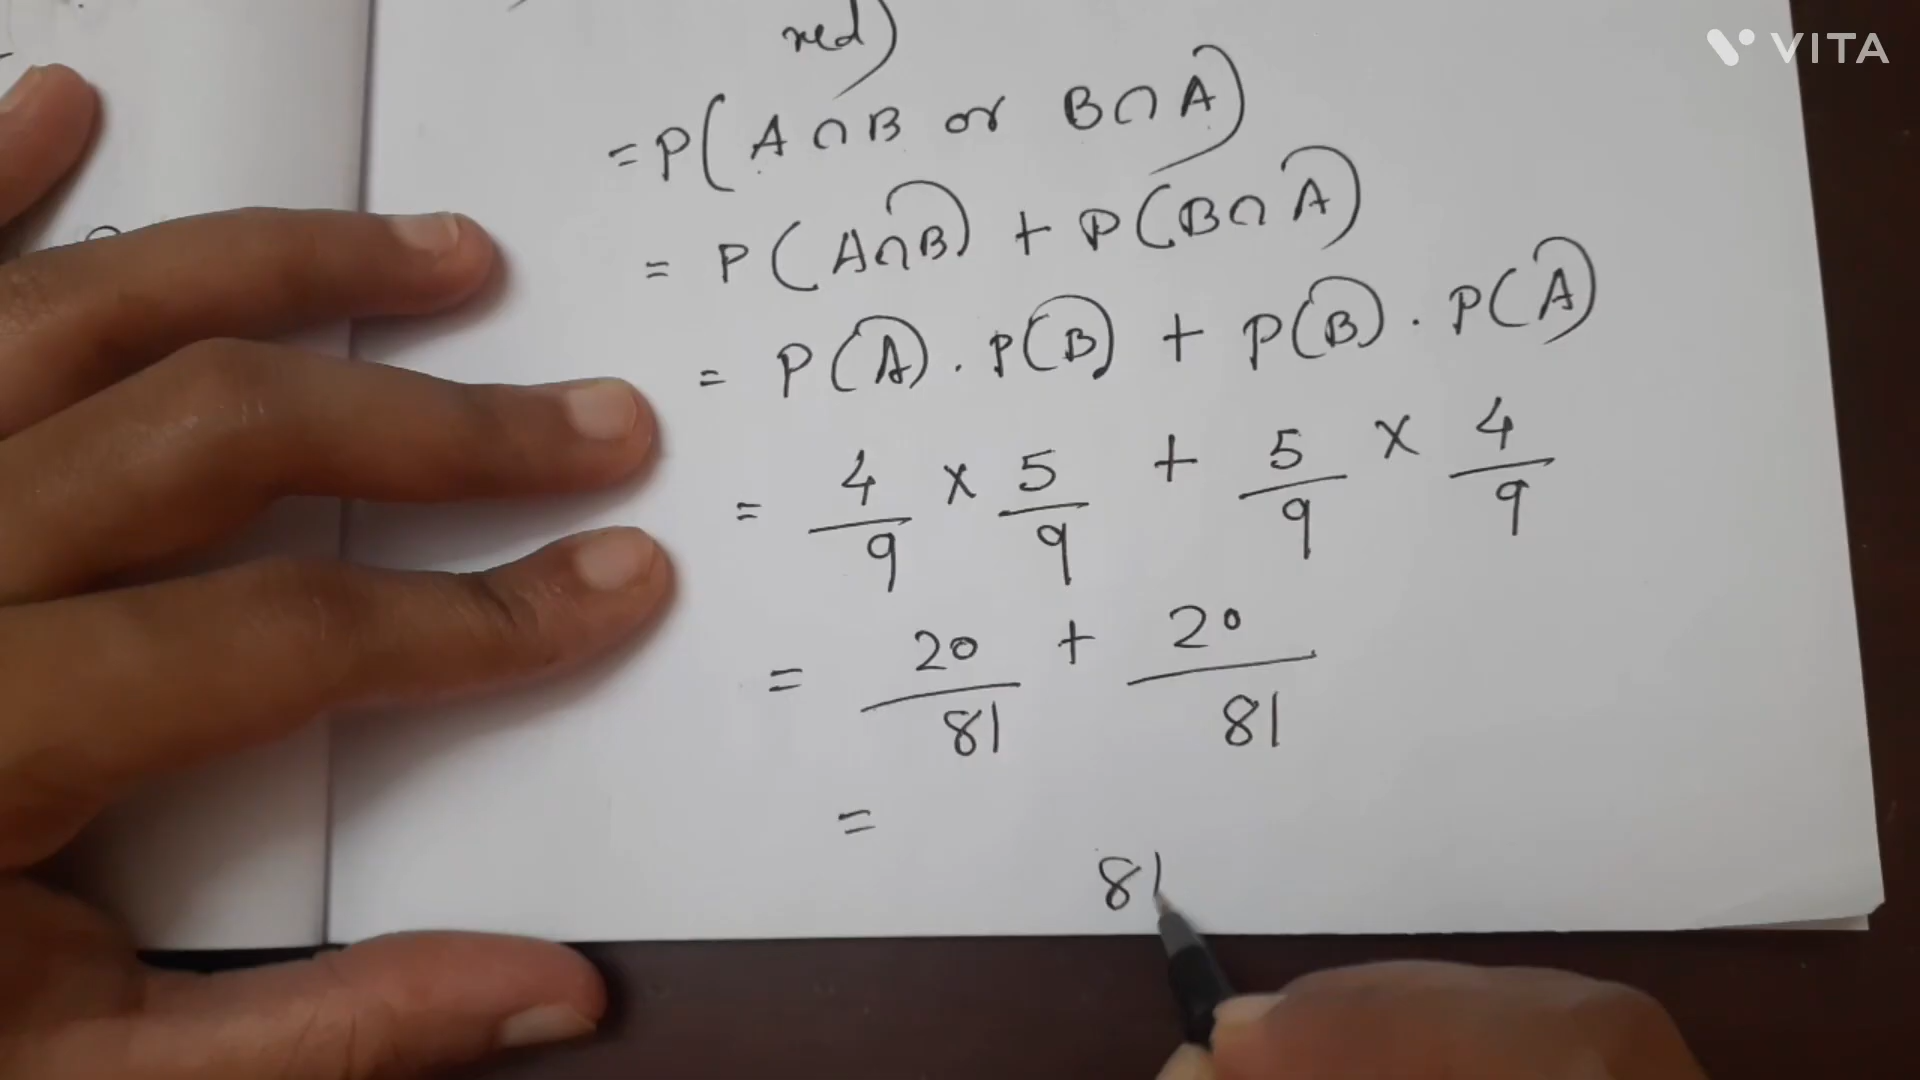 VITA
red)
= P(A∩B or B∩A)
= P(A∩B) + P(B∩A)
= P(A) . P(B) + P(B) . P(A)
= 4/9 × 5/9 + 5/9 × 4/9
= 20/81 + 20/81
=
81